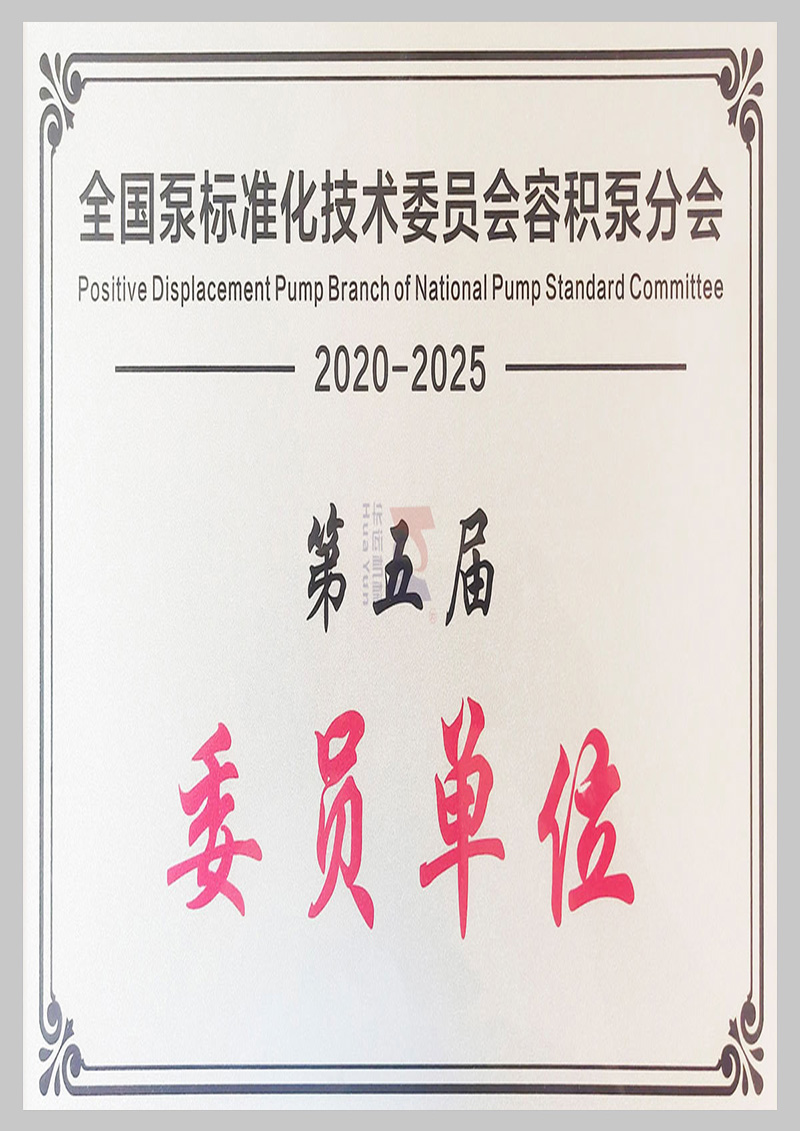 全国泵标准化技术委员会容积泵分会
Positive Displacement Pump Branch of National Pump Standard Committee
2020-2025
第五届
委员单位